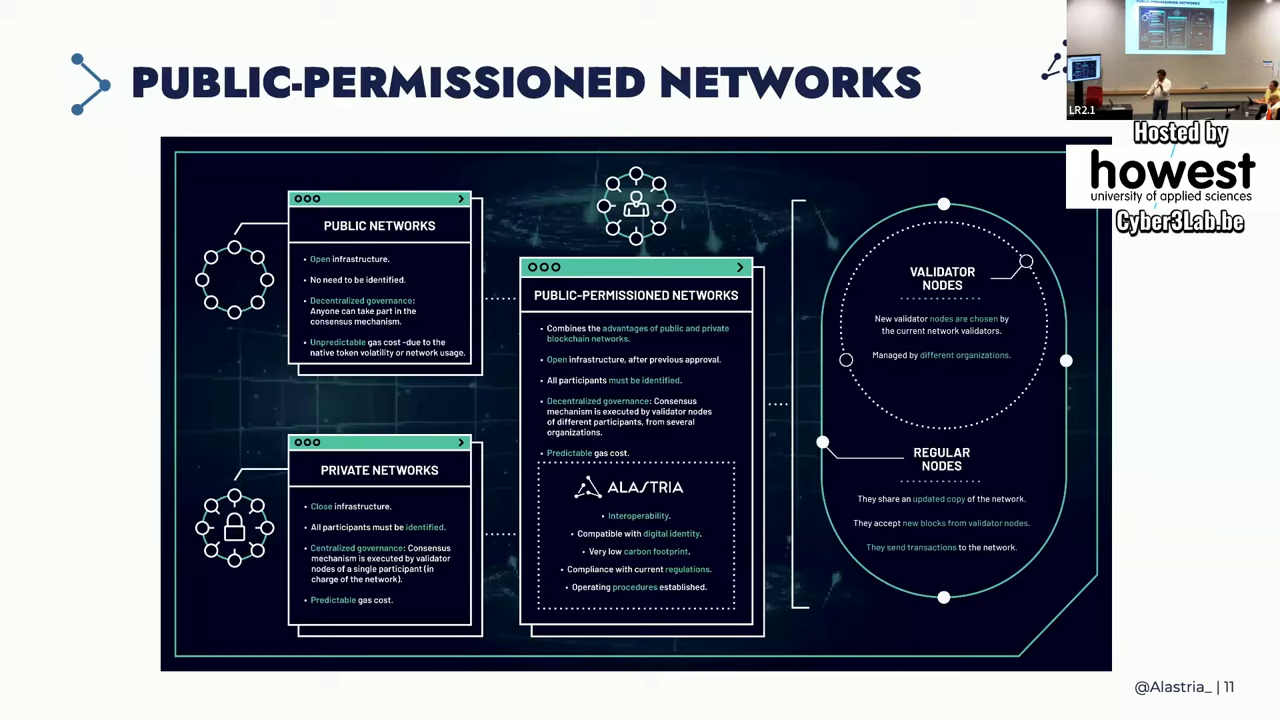 PUBLIC-PERMISSIONED NETWORKS
LR2.1
Hosted by
howest
university of applied sciences
Cyber3Lab.be
PUBLIC NETWORKS
• Open infrastructure.
• No need to be identified.
• Decentralized governance:
Anyone can take part in the
consensus mechanism.
• Unpredictable gas cost -due to the
native token volatility or network usage.
PRIVATE NETWORKS
• Close infrastructure.
• All participants must be identified.
• Centralized governance: Consensus
mechanism is executed by validator
nodes of a single participant (in
charge of the network).
• Predictable gas cost.
PUBLIC-PERMISSIONED NETWORKS
• Combines the advantages of public and private
blockchain networks.
• Open infrastructure, after previous approval.
• All participants must be identified.
• Decentralized governance: Consensus
mechanism is executed by validator nodes
of different participants, from several
organizations.
• Predictable gas cost.
ALASTRIA
• Interoperability.
• Compatible with digital identity.
• Very low carbon footprint.
• Compliance with current regulations.
• Operating procedures established.
VALIDATOR
NODES
New validator nodes are chosen by
the current network validators.
Managed by different organizations.
REGULAR
NODES
They share an updated copy of the network.
They accept new blocks from validator nodes.
They send transactions to the network.
@Alastria_ | 11